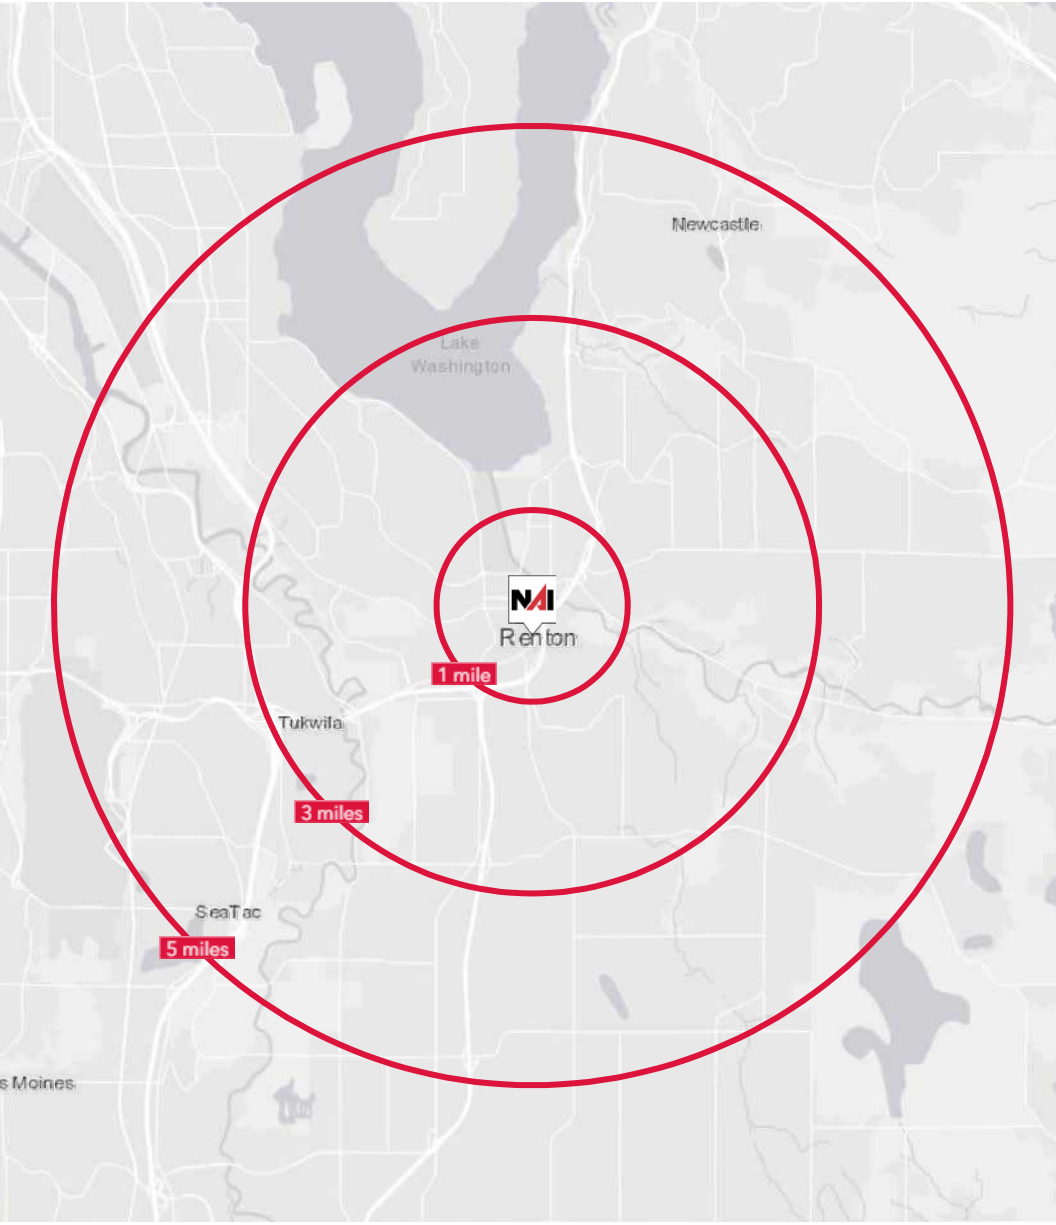 Newcastle
Lake
Washington
NAI
Renton
1 mile
Tukwila
3 miles
SeaTac
5 miles
s Moines